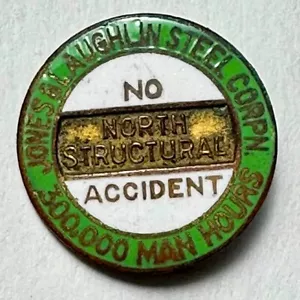 JONES & LAUGHLIN STEEL CORPN.
NO
NORTH
STRUCTURAL
ACCIDENT
300,000 MAN HOURS